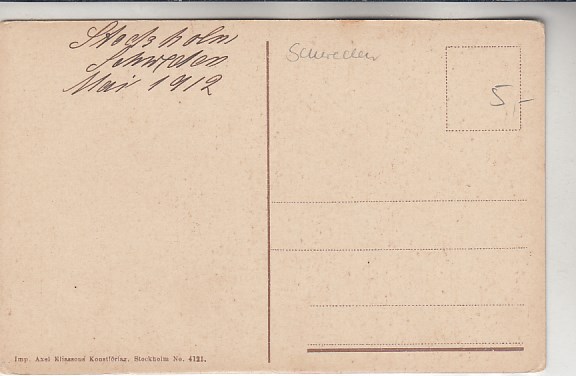 Stockholm
Schweden
Mai 1912
Schweden
5,-
Imp. Axel Eliassons Konstförlag, Stockholm No. 4121.